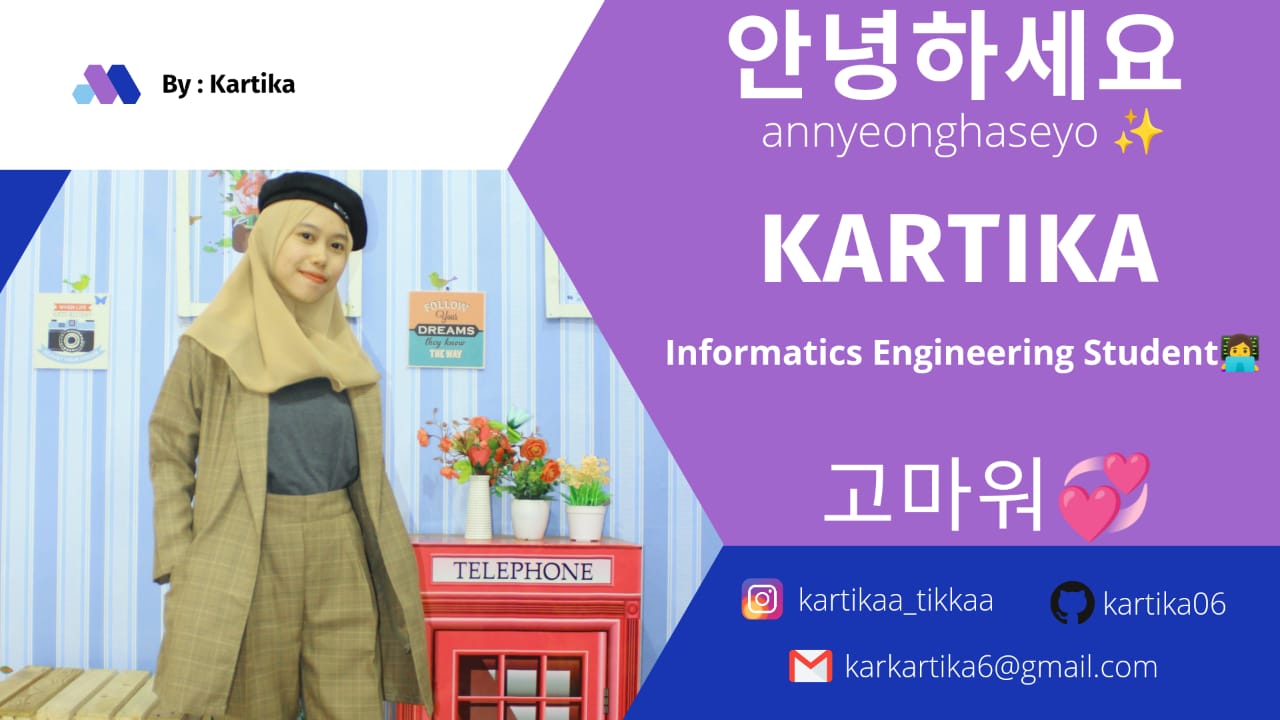 By : Kartika
안녕하세요
annyeonghaseyo ✨
KARTIKA
Informatics Engineering Student👩‍💻
고마워💞
FOLLOW
Your
DREAMS
they know
THE WAY
TELEPHONE
kartikaa_tikkaa
kartika06
karkartika6@gmail.com